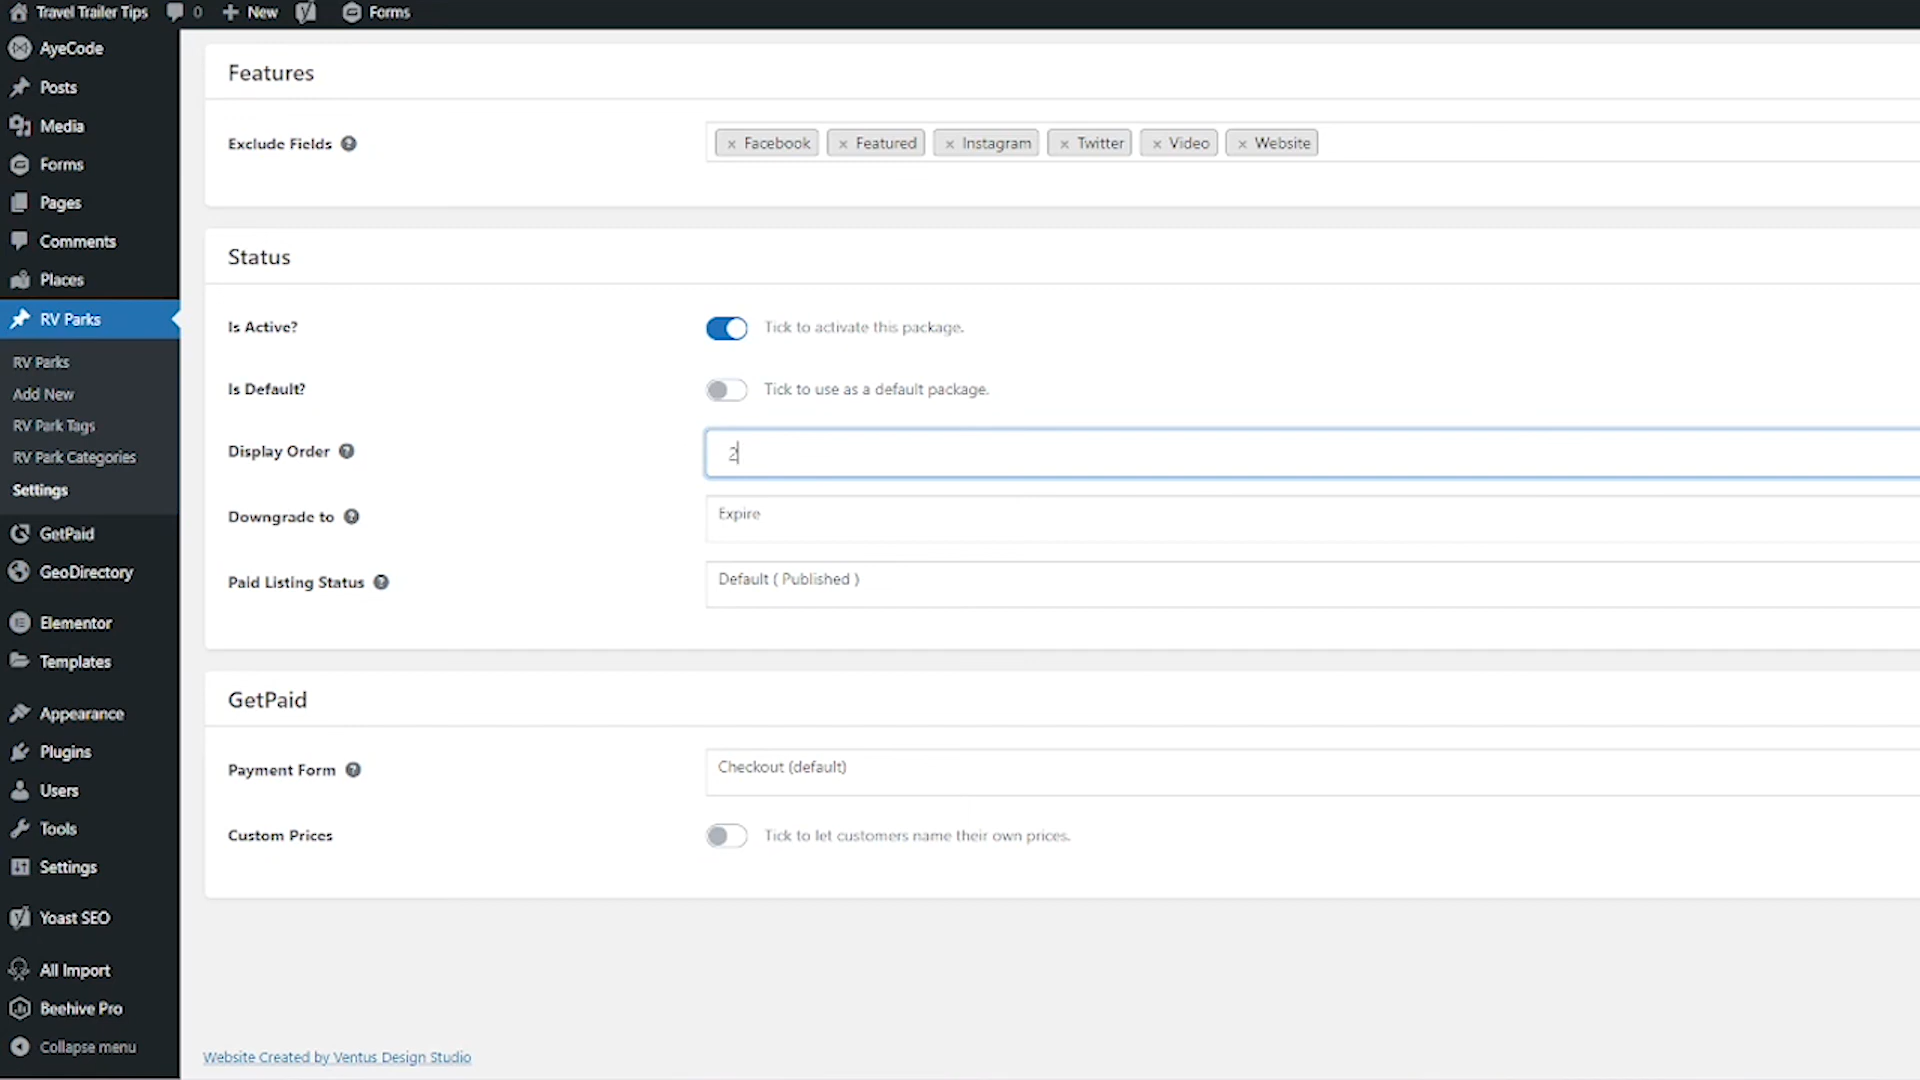 Travel Trailer Tips 0 New Forms
AyeCode
Posts
Media
Forms
Pages
Comments
Places
RV Parks
RV Parks
Add New
RV Park Tags
RV Park Categories
Settings
GetPaid
GeoDirectory
Elementor
Templates
Appearance
Plugins
Users
Tools
Settings
Yoast SEO
All Import
Beehive Pro
Collapse menu
Features
Exclude Fields ? × Facebook × Featured × Instagram × Twitter × Video × Website
Status
Is Active? Tick to activate this package.
Is Default? Tick to use as a default package.
Display Order ? 2
Downgrade to ? Expire
Paid Listing Status ? Default ( Published )
GetPaid
Payment Form ? Checkout (default)
Custom Prices Tick to let customers name their own prices.
Website Created by Ventus Design Studio